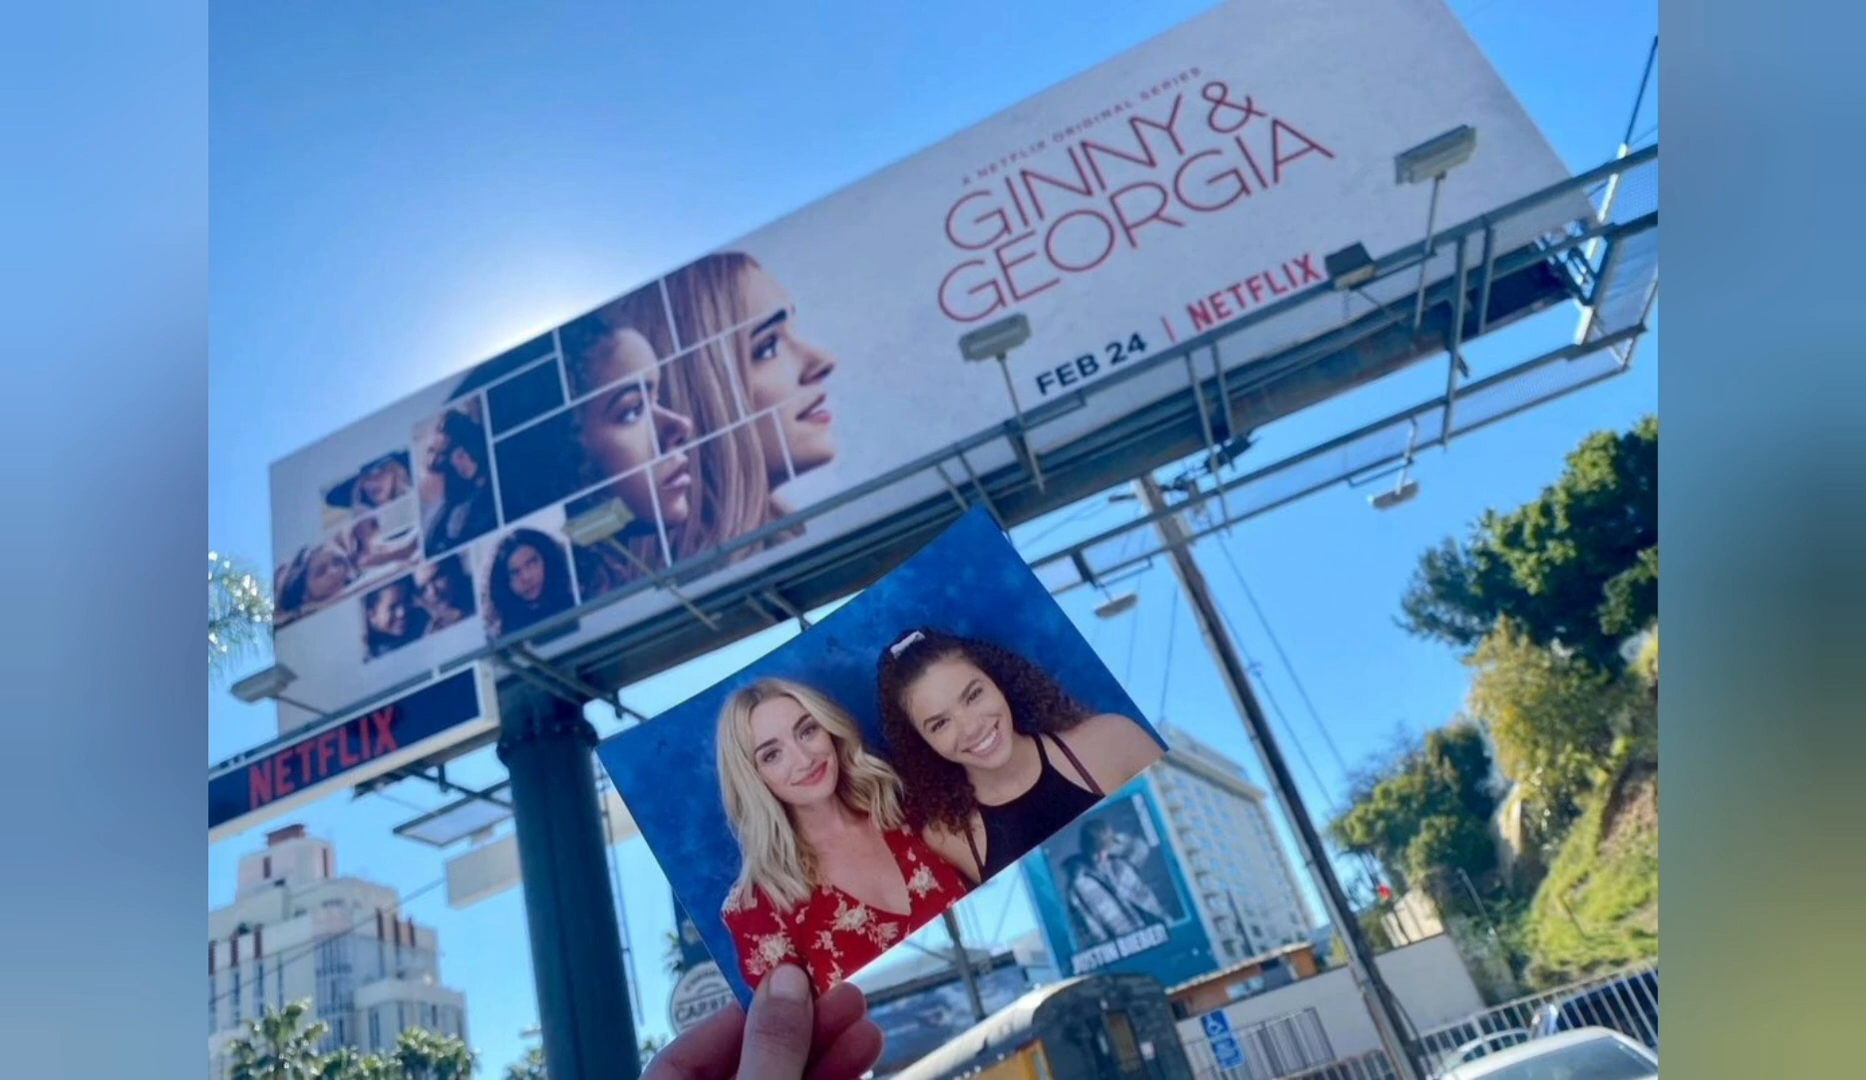 A NETFLIX ORIGINAL SERIES
GINNY &
GEORGIA
FEB 24 | NETFLIX
NETFLIX
JUSTIN BIEBER